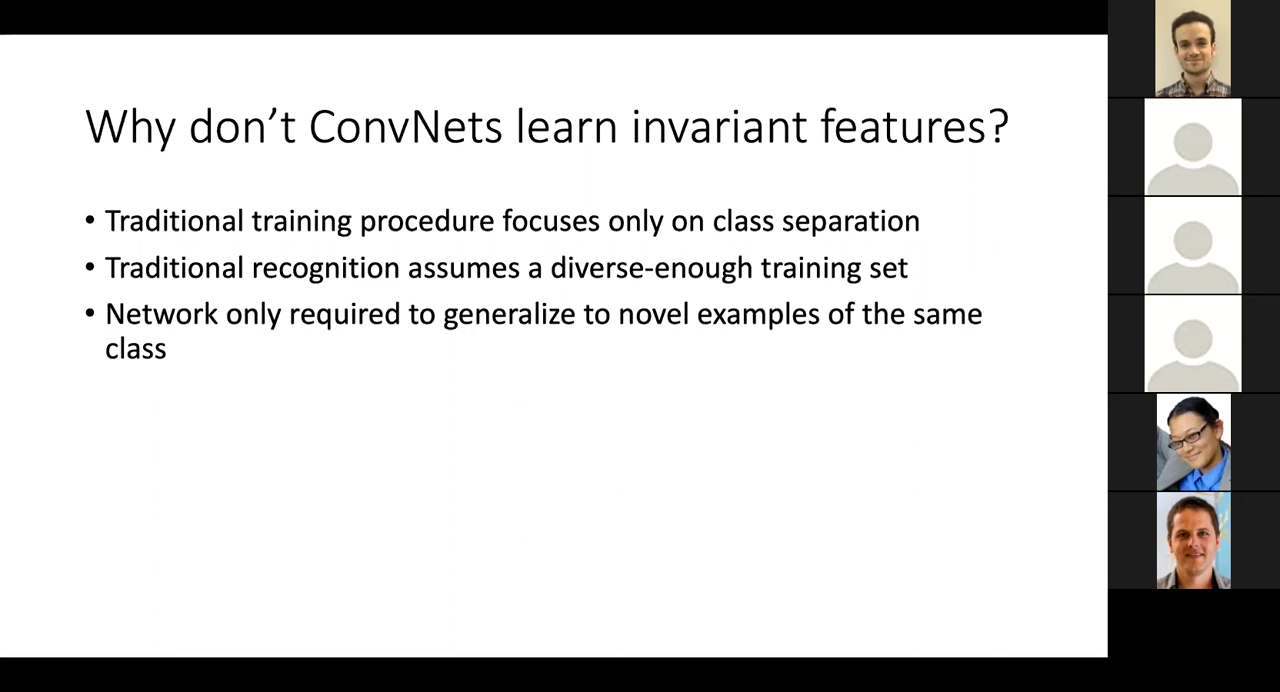 Why don’t ConvNets learn invariant features?
• Traditional training procedure focuses only on class separation
• Traditional recognition assumes a diverse-enough training set
• Network only required to generalize to novel examples of the same
class